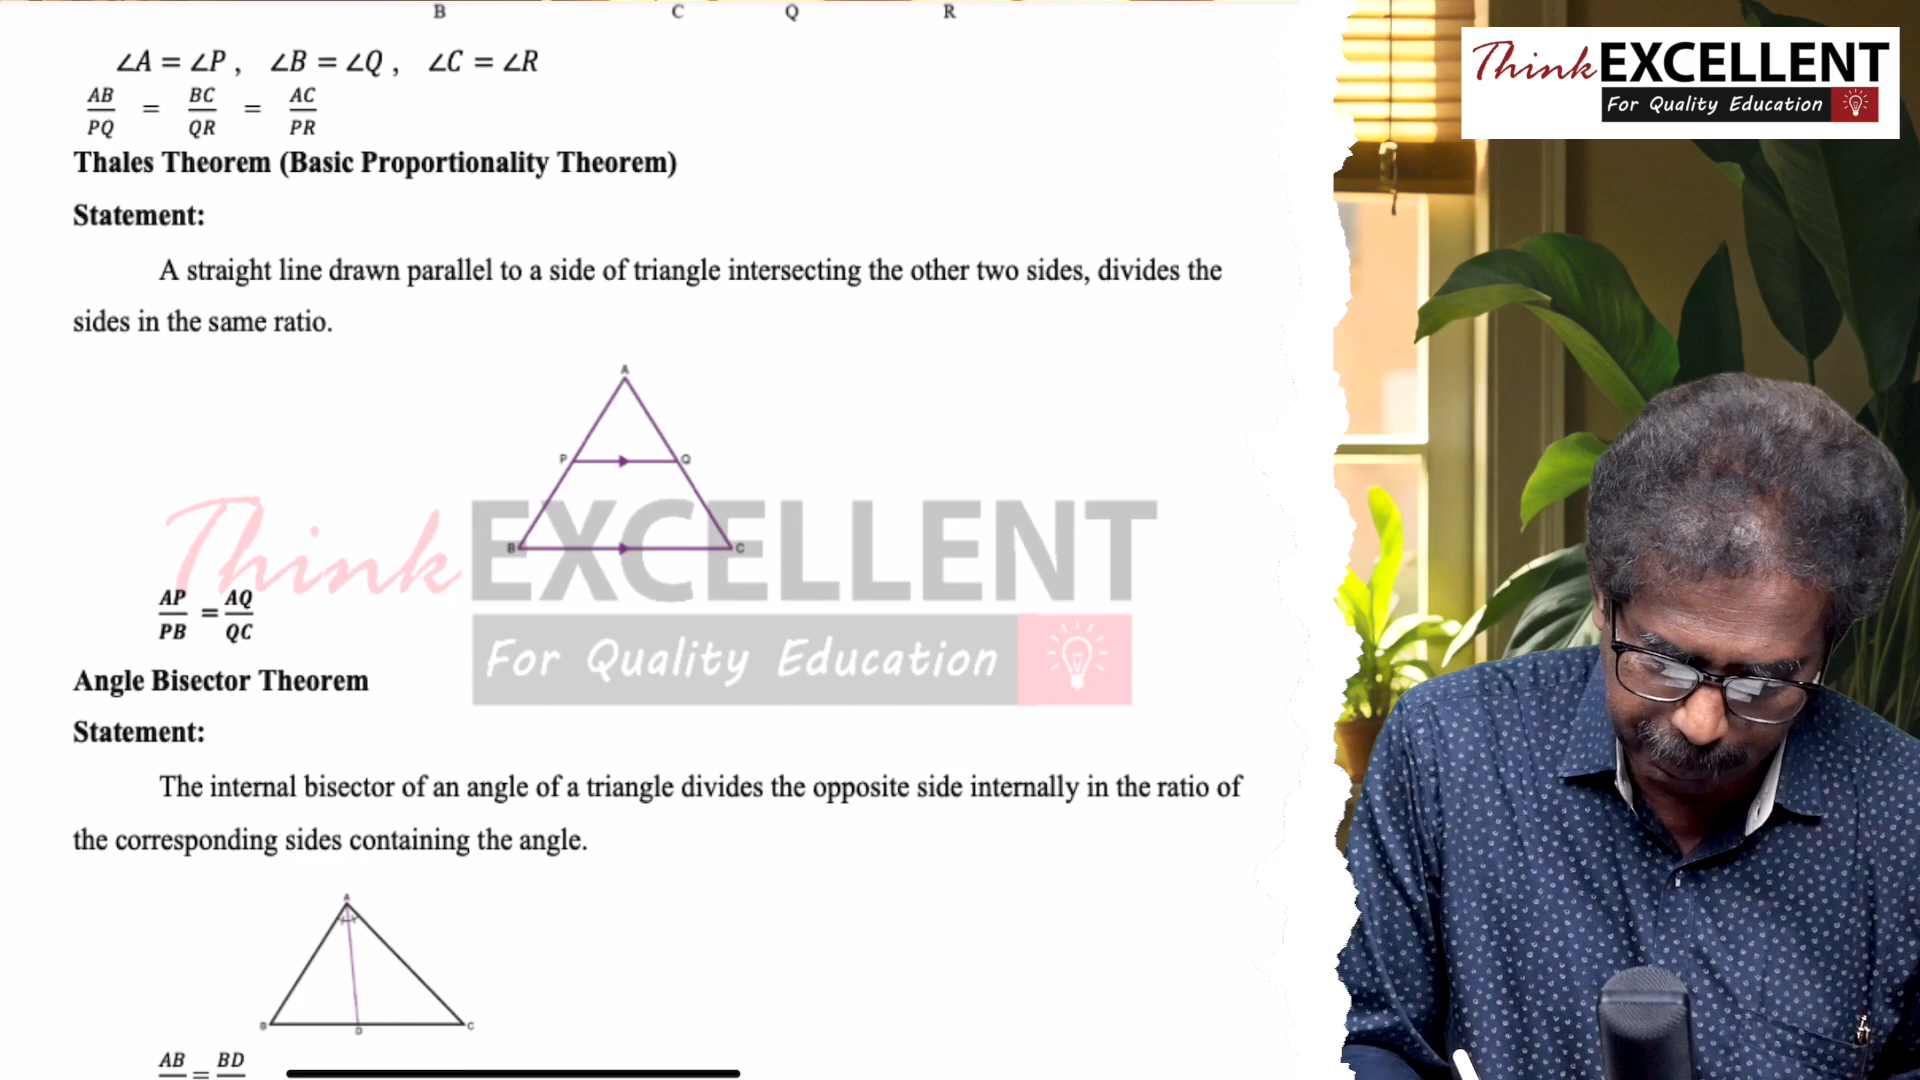 B C Q R
∠A = ∠P , ∠B = ∠Q , ∠C = ∠R
AB/PQ = BC/QR = AC/PR
Thales Theorem (Basic Proportionality Theorem)
Statement:
A straight line drawn parallel to a side of triangle intersecting the other two sides, divides the
sides in the same ratio.
A
P Q
B C
AP/PB = AQ/QC
Angle Bisector Theorem
Statement:
The internal bisector of an angle of a triangle divides the opposite side internally in the ratio of
the corresponding sides containing the angle.
A
B D C
AB = BD
Think EXCELLENT
For Quality Education
Think EXCELLENT
For Quality Education